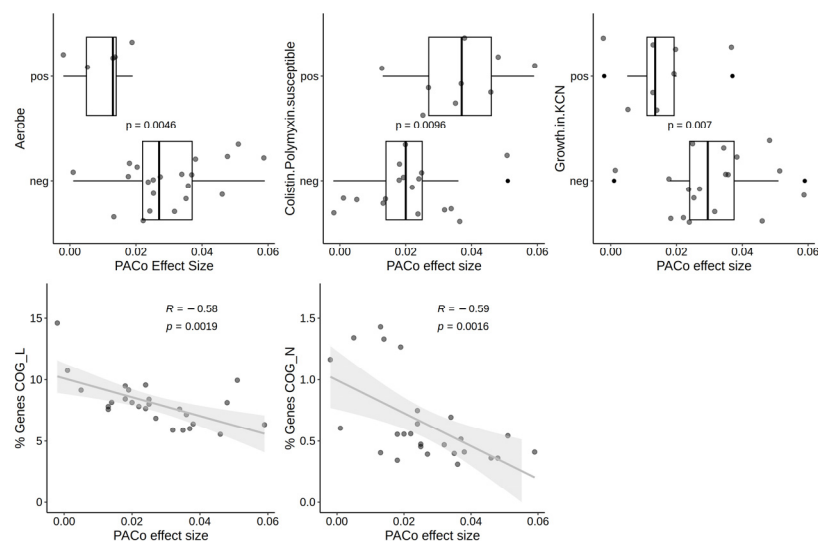 Aerobe
pos
neg
p = 0.0046
0.00 0.02 0.04 0.06
PACo Effect Size
Colistin.Polymyxin.susceptible
pos
neg
p = 0.0096
0.00 0.02 0.04 0.06
PACo effect size
Growth.in.KCN
pos
neg
p = 0.007
0.00 0.02 0.04 0.06
PACo effect size
% Genes COG_L
15
10
5
0
R = −0.58
p = 0.0019
0.00 0.02 0.04 0.06
PACo effect size
% Genes COG_N
1.5
1.0
0.5
0.0
R = −0.59
p = 0.0016
0.00 0.02 0.04 0.06
PACo effect size